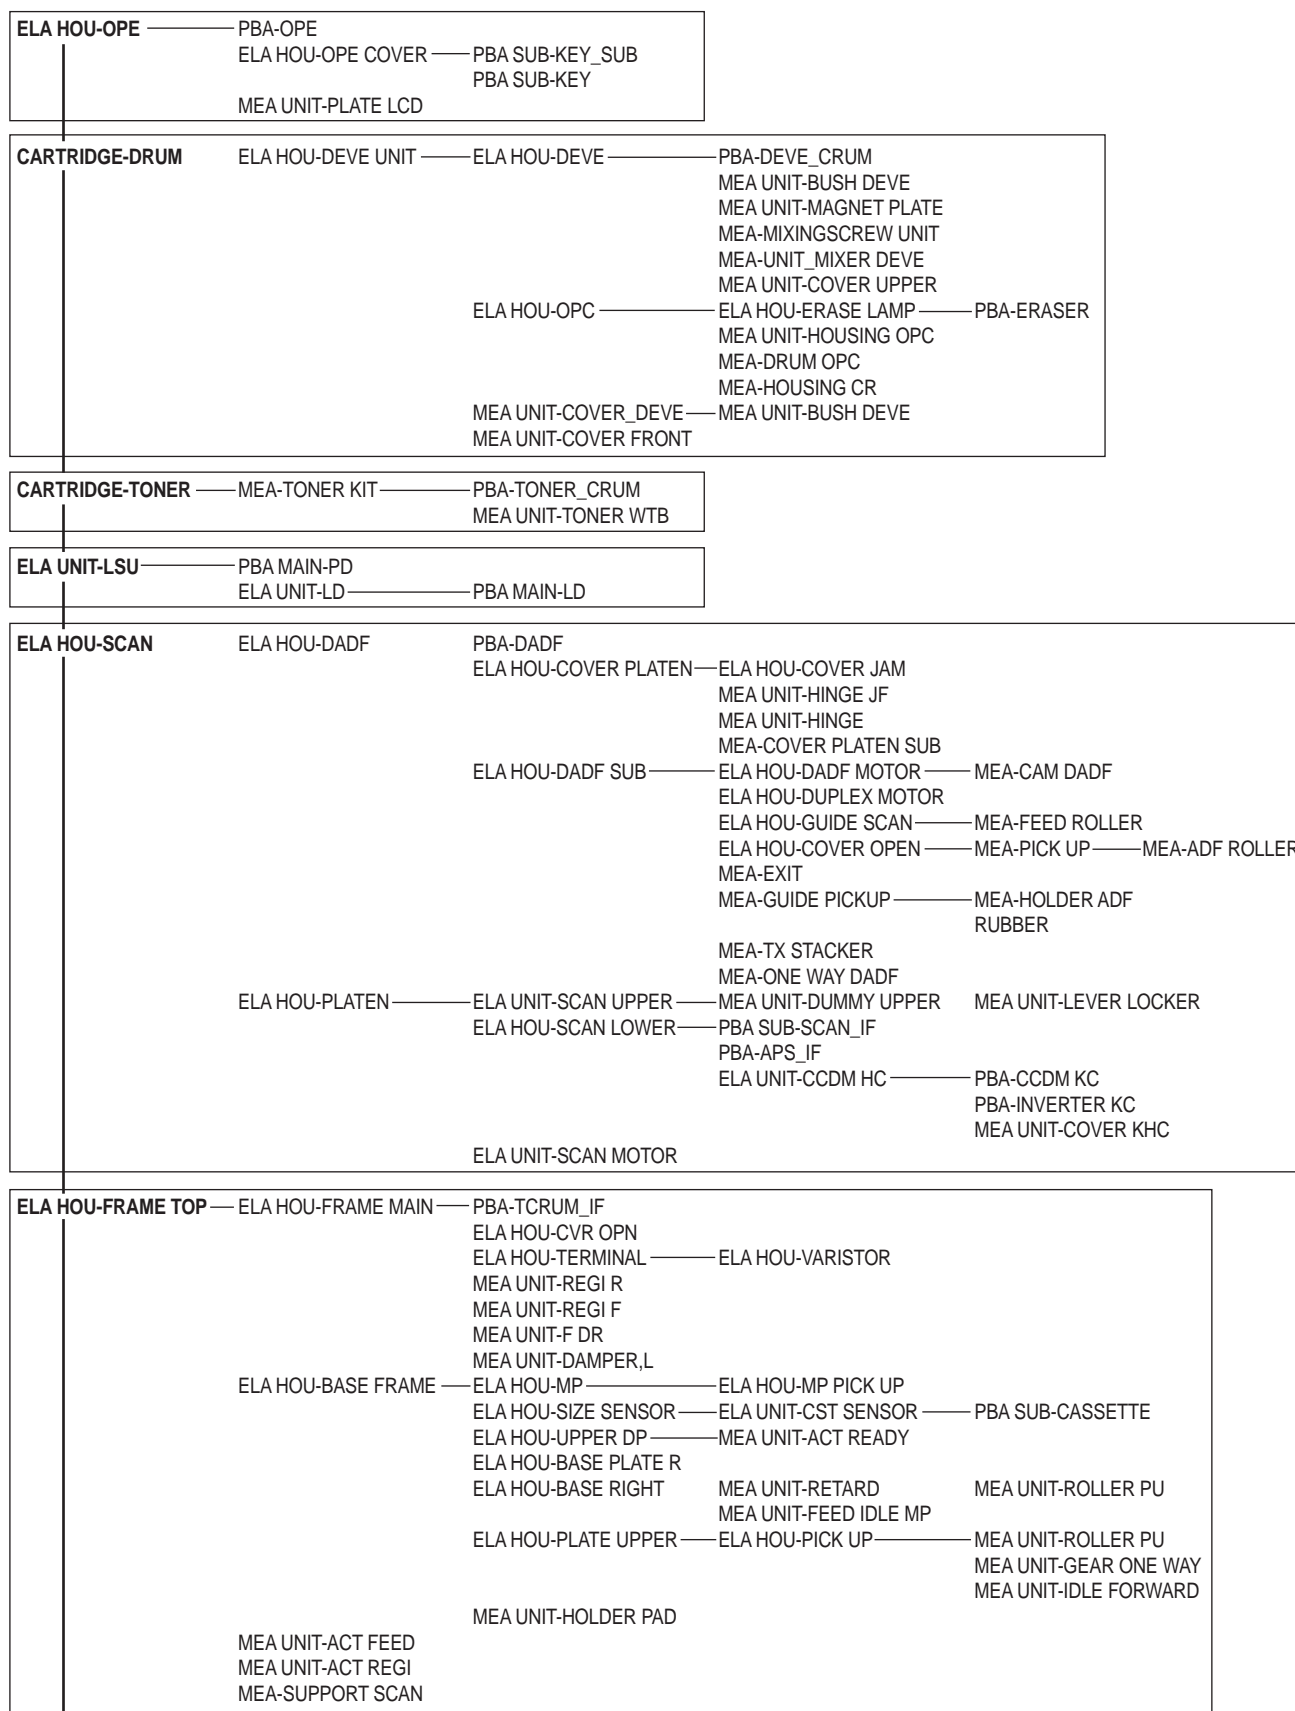 ELA HOU-OPE PBA-OPE
ELA HOU-OPE COVER PBA SUB-KEY_SUB
PBA SUB-KEY
MEA UNIT-PLATE LCD
CARTRIDGE-DRUM ELA HOU-DEVE UNIT ELA HOU-DEVE PBA-DEVE_CRUM
MEA UNIT-BUSH DEVE
MEA UNIT-MAGNET PLATE
MEA-MIXINGSCREW UNIT
MEA-UNIT_MIXER DEVE
MEA UNIT-COVER UPPER
ELA HOU-OPC ELA HOU-ERASE LAMP PBA-ERASER
MEA UNIT-HOUSING OPC
MEA-DRUM OPC
MEA-HOUSING CR
MEA UNIT-COVER_DEVE MEA UNIT-BUSH DEVE
MEA UNIT-COVER FRONT
CARTRIDGE-TONER MEA-TONER KIT PBA-TONER_CRUM
MEA UNIT-TONER WTB
ELA UNIT-LSU PBA MAIN-PD
ELA UNIT-LD PBA MAIN-LD
ELA HOU-SCAN ELA HOU-DADF PBA-DADF
ELA HOU-COVER PLATEN ELA HOU-COVER JAM
MEA UNIT-HINGE JF
MEA UNIT-HINGE
MEA-COVER PLATEN SUB
ELA HOU-DADF SUB ELA HOU-DADF MOTOR MEA-CAM DADF
ELA HOU-DUPLEX MOTOR
ELA HOU-GUIDE SCAN MEA-FEED ROLLER
ELA HOU-COVER OPEN MEA-PICK UP MEA-ADF ROLLER
MEA-EXIT
MEA-GUIDE PICKUP MEA-HOLDER ADF
RUBBER
MEA-TX STACKER
MEA-ONE WAY DADF
ELA HOU-PLATEN ELA UNIT-SCAN UPPER MEA UNIT-DUMMY UPPER MEA UNIT-LEVER LOCKER
ELA HOU-SCAN LOWER PBA SUB-SCAN_IF
PBA-APS_IF
ELA UNIT-CCDM HC PBA-CCDM KC
PBA-INVERTER KC
MEA UNIT-COVER KHC
ELA UNIT-SCAN MOTOR
ELA HOU-FRAME TOP ELA HOU-FRAME MAIN PBA-TCRUM_IF
ELA HOU-CVR OPN
ELA HOU-TERMINAL ELA HOU-VARISTOR
MEA UNIT-REGI R
MEA UNIT-REGI F
MEA UNIT-F DR
MEA UNIT-DAMPER,L
ELA HOU-BASE FRAME ELA HOU-MP ELA HOU-MP PICK UP
ELA HOU-SIZE SENSOR ELA UNIT-CST SENSOR PBA SUB-CASSETTE
ELA HOU-UPPER DP MEA UNIT-ACT READY
ELA HOU-BASE PLATE R
ELA HOU-BASE RIGHT MEA UNIT-RETARD MEA UNIT-ROLLER PU
MEA UNIT-FEED IDLE MP
ELA HOU-PLATE UPPER ELA HOU-PICK UP MEA UNIT-ROLLER PU
MEA UNIT-GEAR ONE WAY
MEA UNIT-IDLE FORWARD
MEA UNIT-HOLDER PAD
MEA UNIT-ACT FEED
MEA UNIT-ACT REGI
MEA-SUPPORT SCAN